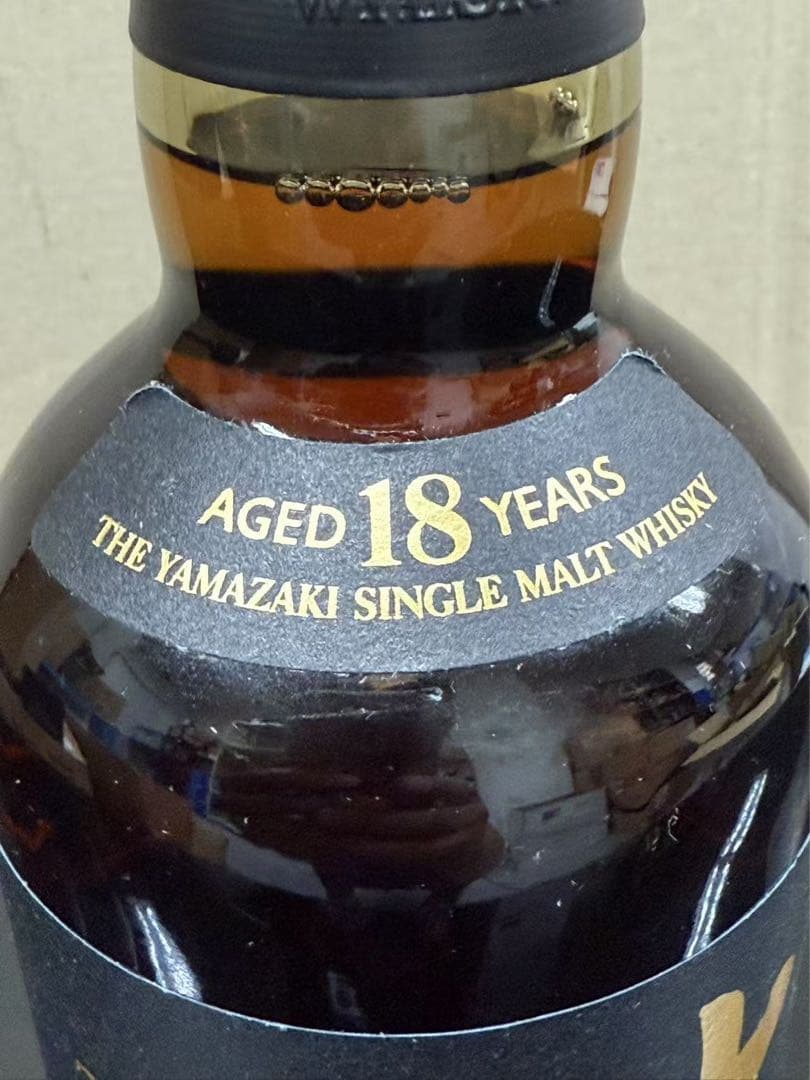 AGED 18 YEARS
THE YAMAZAKI SINGLE MALT WHISKY